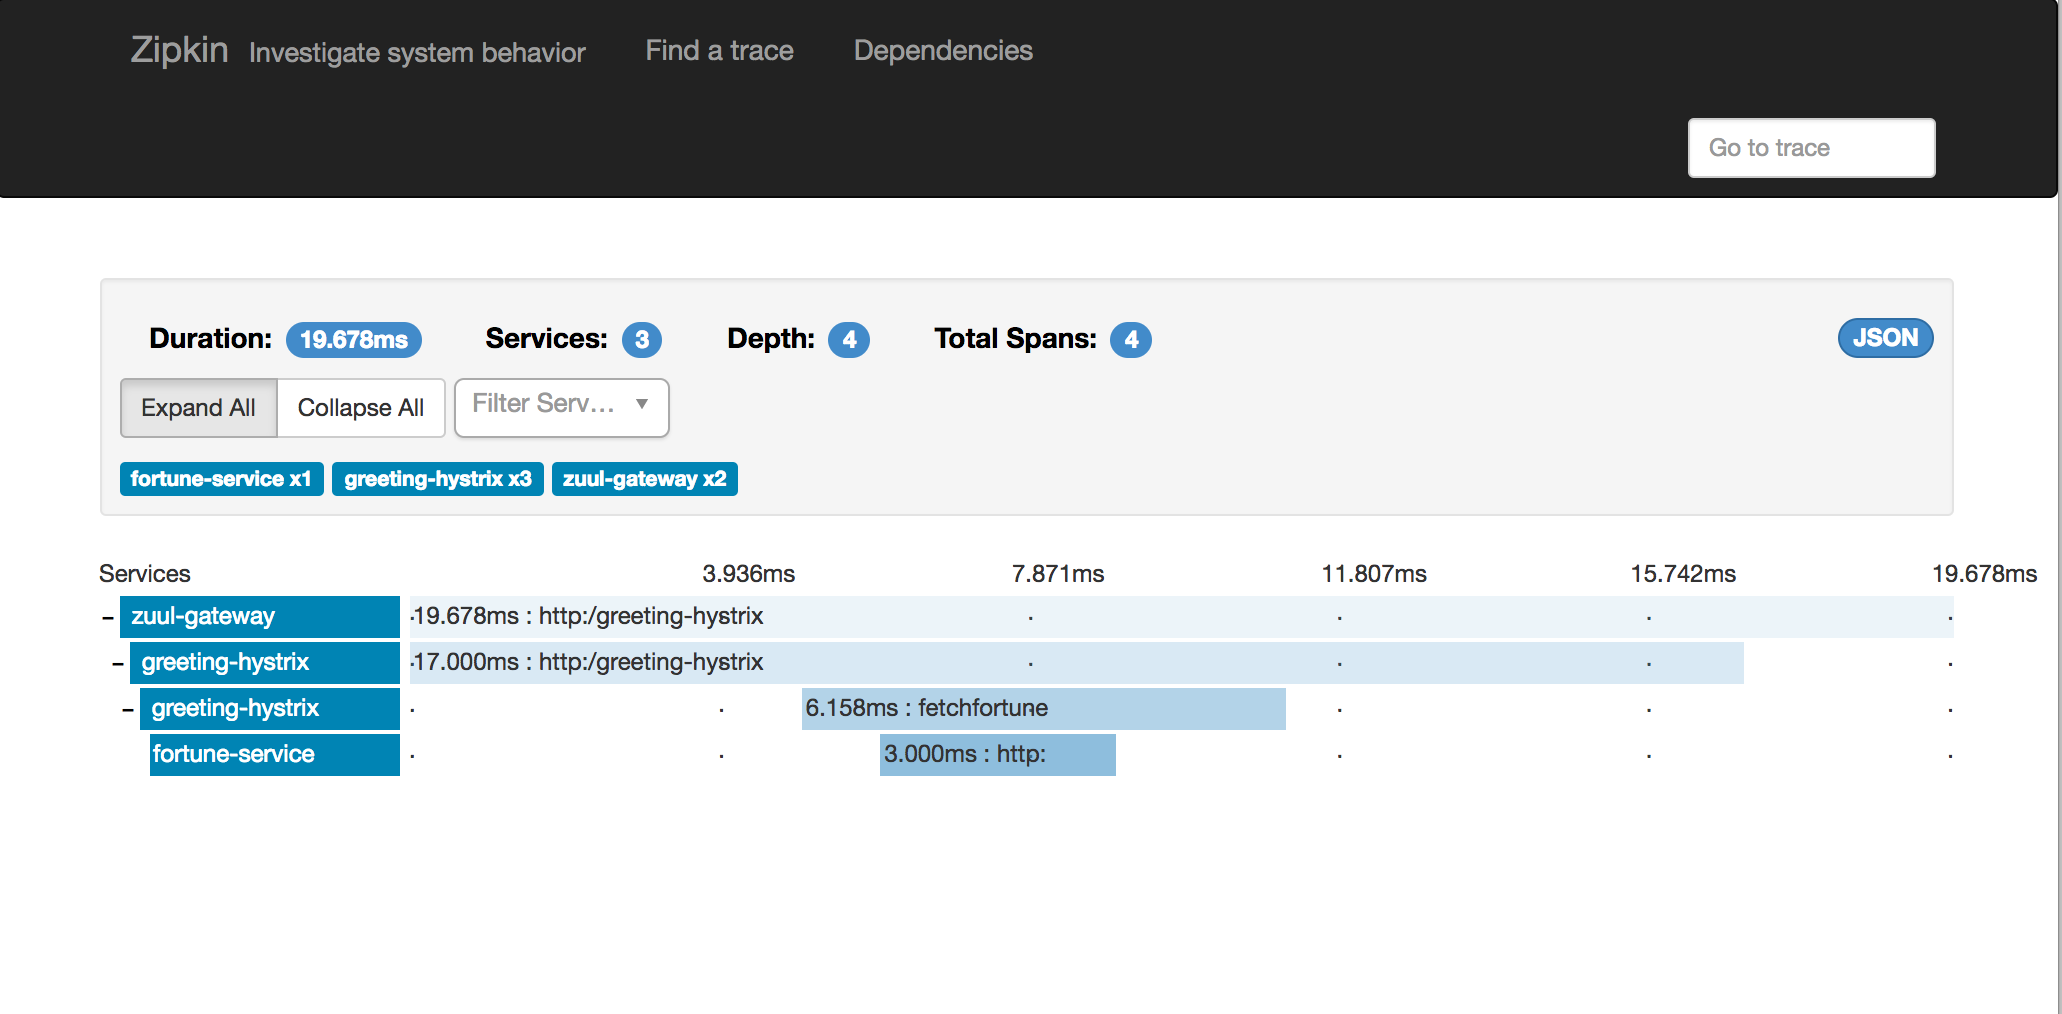 Zipkin Investigate system behavior Find a trace Dependencies
Go to trace
Duration: 19.678ms Services: 3 Depth: 4 Total Spans: 4 JSON
Expand All Collapse All Filter Serv...
fortune-service x1 greeting-hystrix x3 zuul-gateway x2
Services 3.936ms 7.871ms 11.807ms 15.742ms 19.678ms
- zuul-gateway 19.678ms : http:/greeting-hystrix
- greeting-hystrix 17.000ms : http:/greeting-hystrix
- greeting-hystrix 6.158ms : fetchfortune
fortune-service 3.000ms : http: